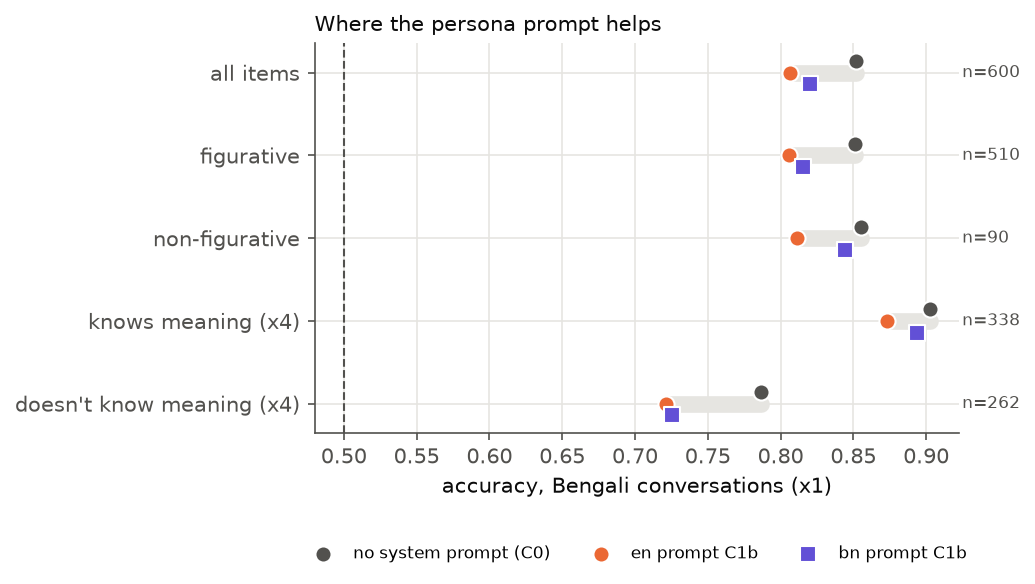 Where the persona prompt helps
all items
n=600
figurative
n=510
non-figurative
n=90
knows meaning (x4)
n=338
doesn't know meaning (x4)
n=262
0.50 0.55 0.60 0.65 0.70 0.75 0.80 0.85 0.90
accuracy, Bengali conversations (x1)
no system prompt (C0) en prompt C1b bn prompt C1b